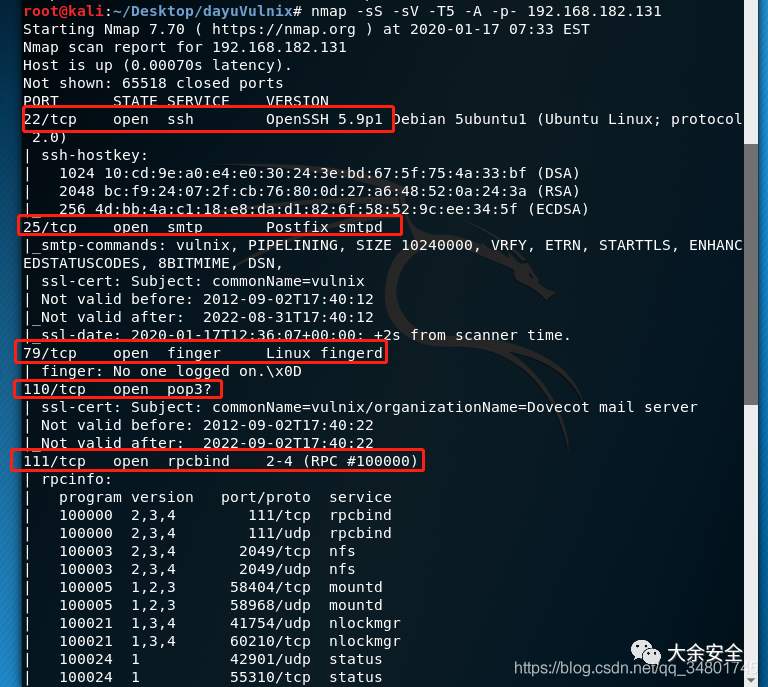 root@kali:~/Desktop/dayuVulnix# nmap -sS -sV -T5 -A -p- 192.168.182.131
Starting Nmap 7.70 ( https://nmap.org ) at 2020-01-17 07:33 EST
Nmap scan report for 192.168.182.131
Host is up (0.00070s latency).
Not shown: 65518 closed ports
PORT      STATE SERVICE    VERSION
22/tcp    open  ssh        OpenSSH 5.9p1 Debian 5ubuntu1 (Ubuntu Linux; protocol
 2.0)
| ssh-hostkey:
|   1024 10:cd:9e:a0:e4:e0:30:24:3e:bd:67:5f:75:4a:33:bf (DSA)
|   2048 bc:f9:24:07:2f:cb:76:80:0d:27:a6:48:52:0a:24:3a (RSA)
|_  256 4d:bb:4a:c1:18:e8:da:d1:82:6f:58:52:9c:ee:34:5f (ECDSA)
25/tcp    open  smtp       Postfix smtpd
|_smtp-commands: vulnix, PIPELINING, SIZE 10240000, VRFY, ETRN, STARTTLS, ENHANC
EDSTATUSCODES, 8BITMIME, DSN,
| ssl-cert: Subject: commonName=vulnix
| Not valid before: 2012-09-02T17:40:12
|_Not valid after:  2022-08-31T17:40:12
|_ssl-date: 2020-01-17T12:36:07+00:00; +2s from scanner time.
79/tcp    open  finger     Linux fingerd
| finger: No one logged on.\x0D
110/tcp   open  pop3?
| ssl-cert: Subject: commonName=vulnix/organizationName=Dovecot mail server
| Not valid before: 2012-09-02T17:40:22
|_Not valid after:  2022-09-02T17:40:22
111/tcp   open  rpcbind    2-4 (RPC #100000)
| rpcinfo:
|   program version   port/proto  service
|   100000  2,3,4        111/tcp  rpcbind
|   100000  2,3,4        111/udp  rpcbind
|   100003  2,3,4       2049/tcp  nfs
|   100003  2,3,4       2049/udp  nfs
|   100005  1,2,3      58404/tcp  mountd
|   100005  1,2,3      58968/udp  mountd
|   100021  1,3,4      41754/udp  nlockmgr
|   100021  1,3,4      60210/tcp  nlockmgr
|   100024  1          42901/udp  status
|   100024  1          55310/tcp  status
大余安全
https://blog.csdn.net/qq_34801745